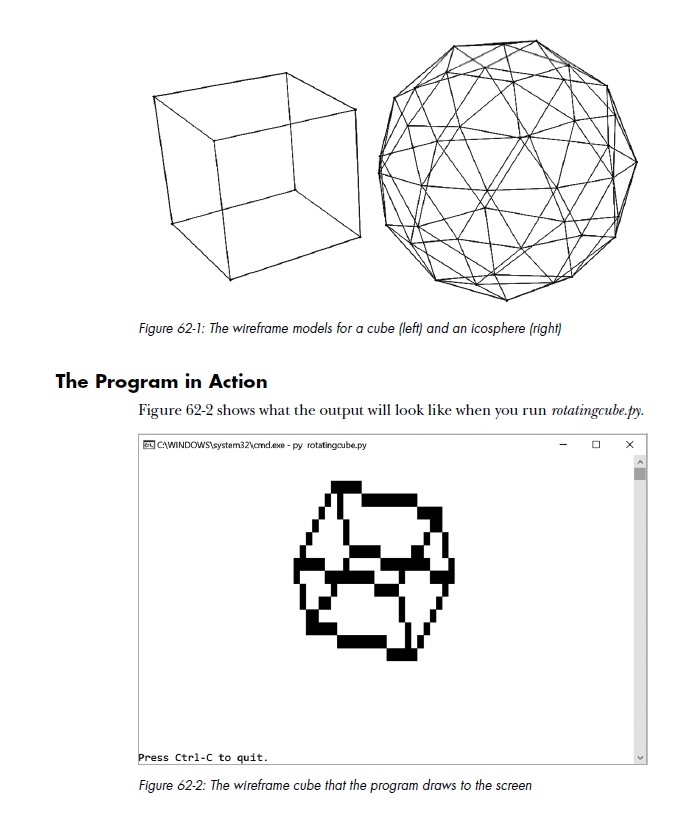 Figure 62-1: The wireframe models for a cube (left) and an icosphere (right)
The Program in Action
Figure 62-2 shows what the output will look like when you run rotatingcube.py.
C:\WINDOWS\system32\cmd.exe - py rotatingcube.py
Press Ctrl-C to quit.
Figure 62-2: The wireframe cube that the program draws to the screen